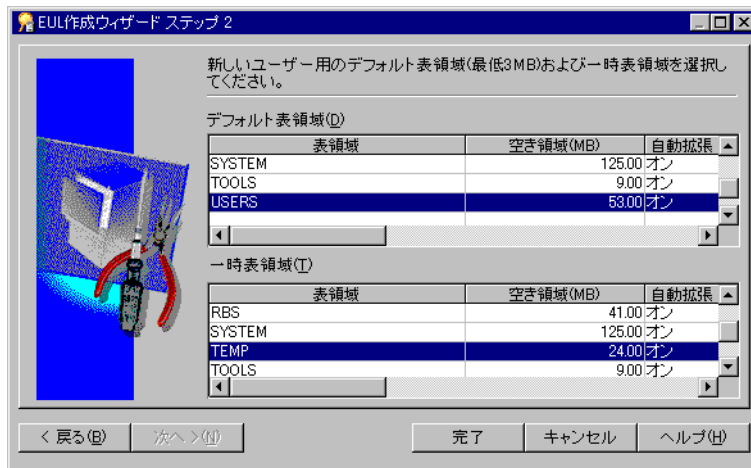 EUL作成ウィザード ステップ 2
新しいユーザー用のデフォルト表領域(最低3MB)および一時表領域を選択し
てください。
デフォルト表領域(D)
表領域 空き領域(MB) 自動拡張
SYSTEM 125.00 オン
TOOLS 9.00 オン
USERS 53.00 オン
一時表領域(T)
表領域 空き領域(MB) 自動拡張
RBS 41.00 オン
SYSTEM 125.00 オン
TEMP 24.00 オン
TOOLS 9.00 オン
< 戻る(B) 次へ >(N) 完了 キャンセル ヘルプ(H)